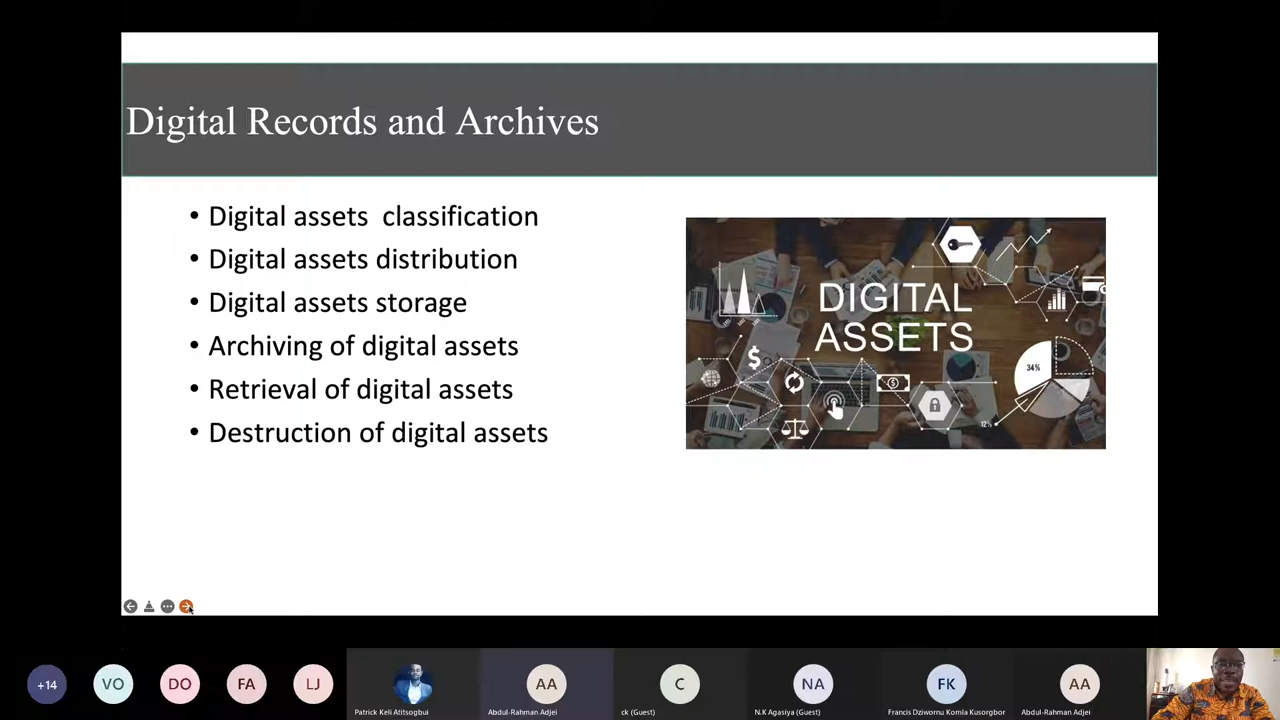 Digital Records and Archives
• Digital assets classification
• Digital assets distribution
• Digital assets storage
• Archiving of digital assets
• Retrieval of digital assets
• Destruction of digital assets
DIGITAL
ASSETS
$
34%
12%
+14
VO
DO
FA
LJ
Patrick Keli Atitsogbui
AA
Abdul-Rahman Adjei
C
ck (Guest)
NA
N.K Agasiya (Guest)
FK
Francis Dziwornu Komla Kusorgbor
AA
Abdul-Rahman Adjei